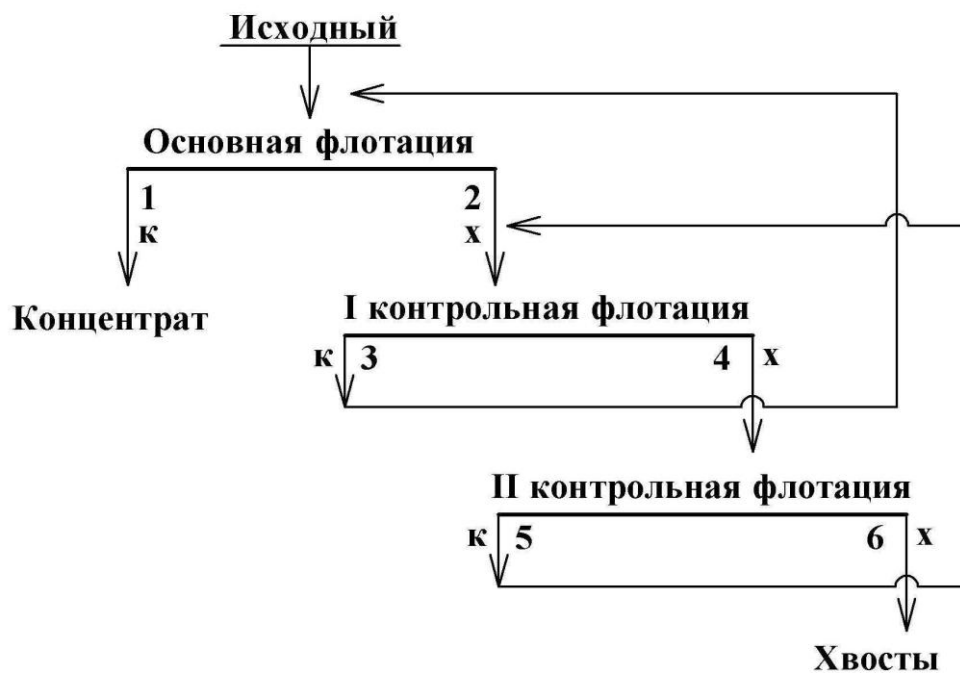 Исходный
Основная флотация
1 2
к х
Концентрат
I контрольная флотация
к 3 4 х
II контрольная флотация
к 5 6 х
Хвосты